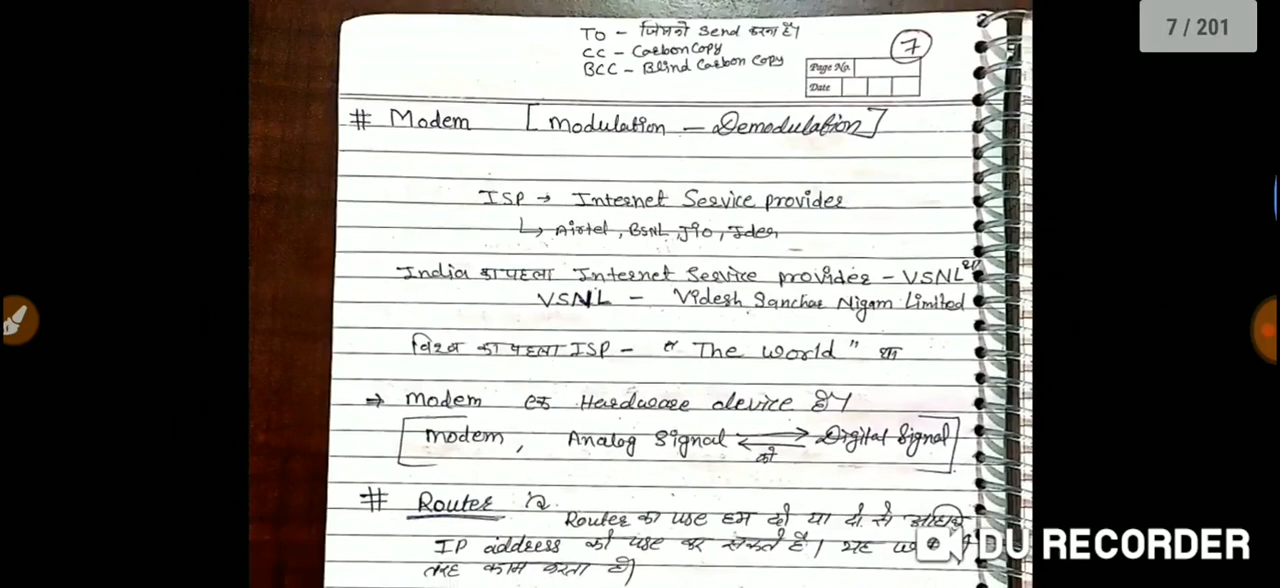 7 / 201
TO - जिसको Send करना है।
CC - Carbon Copy
BCC - Blind Carbon Copy
7
Page No.
Date
# Modem [Modulation - Demodulation]
ISP → Internet Service provider
↳ Airtel, BSNL, Jio, Idea
India का पहला Internet Service provider - VSNL था
VSNL - Videsh Sanchar Nigam Limited
विश्व का पहला ISP - "The World" था
→ Modem एक Hardware device है।
[Modem, Analog Signal ⇌ Digital Signal]
को
# Router
Router का use हम दो या दो से अधिक
IP address को use कर सकते है। यह
तरह काम करता है।
DU RECORDER